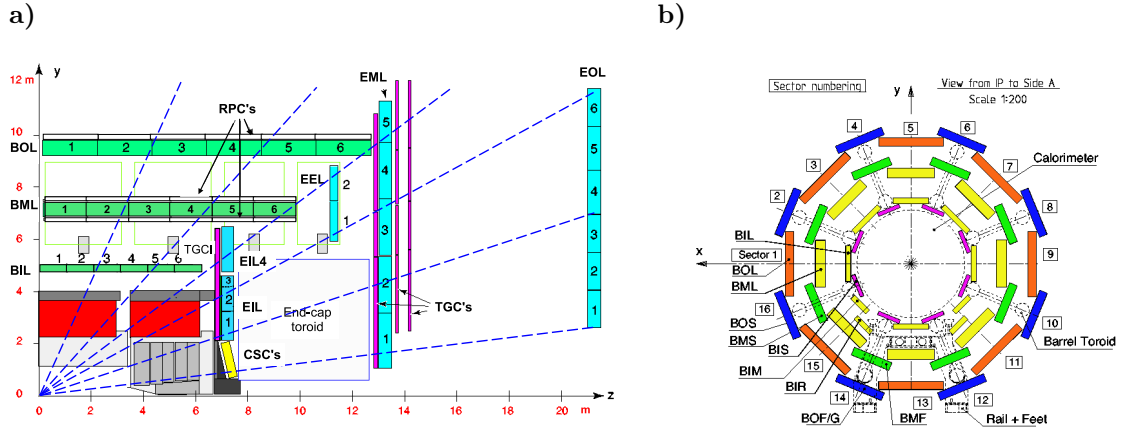 a)
12 m
y
10
8
6
4
2
0
0
2
4
6
8
10
12
14
16
18
20
m
z
RPC's
EML
EOL
BOL
1 2 3 4 5 6
BML
1 2 3 4 5 6
BIL
1 2 3 4 5 6
EEL
2
1
TGCI
EIL4
EIL
3
2
1
CSC's
End-cap
toroid
TGC's
5
4
3
2
1
6
5
4
3
2
1
b)
Sector numbering
y
View from IP to Side A
Scale 1:200
4
5
6
3
7
Calorimeter
2
8
BIL
x
Sector 1
9
BOL
BML
16
10
BOS
BMS
Barrel Toroid
BIS
BIM
15
11
BIR
14
13
12
BOF/G
BMF
Rail + Feet